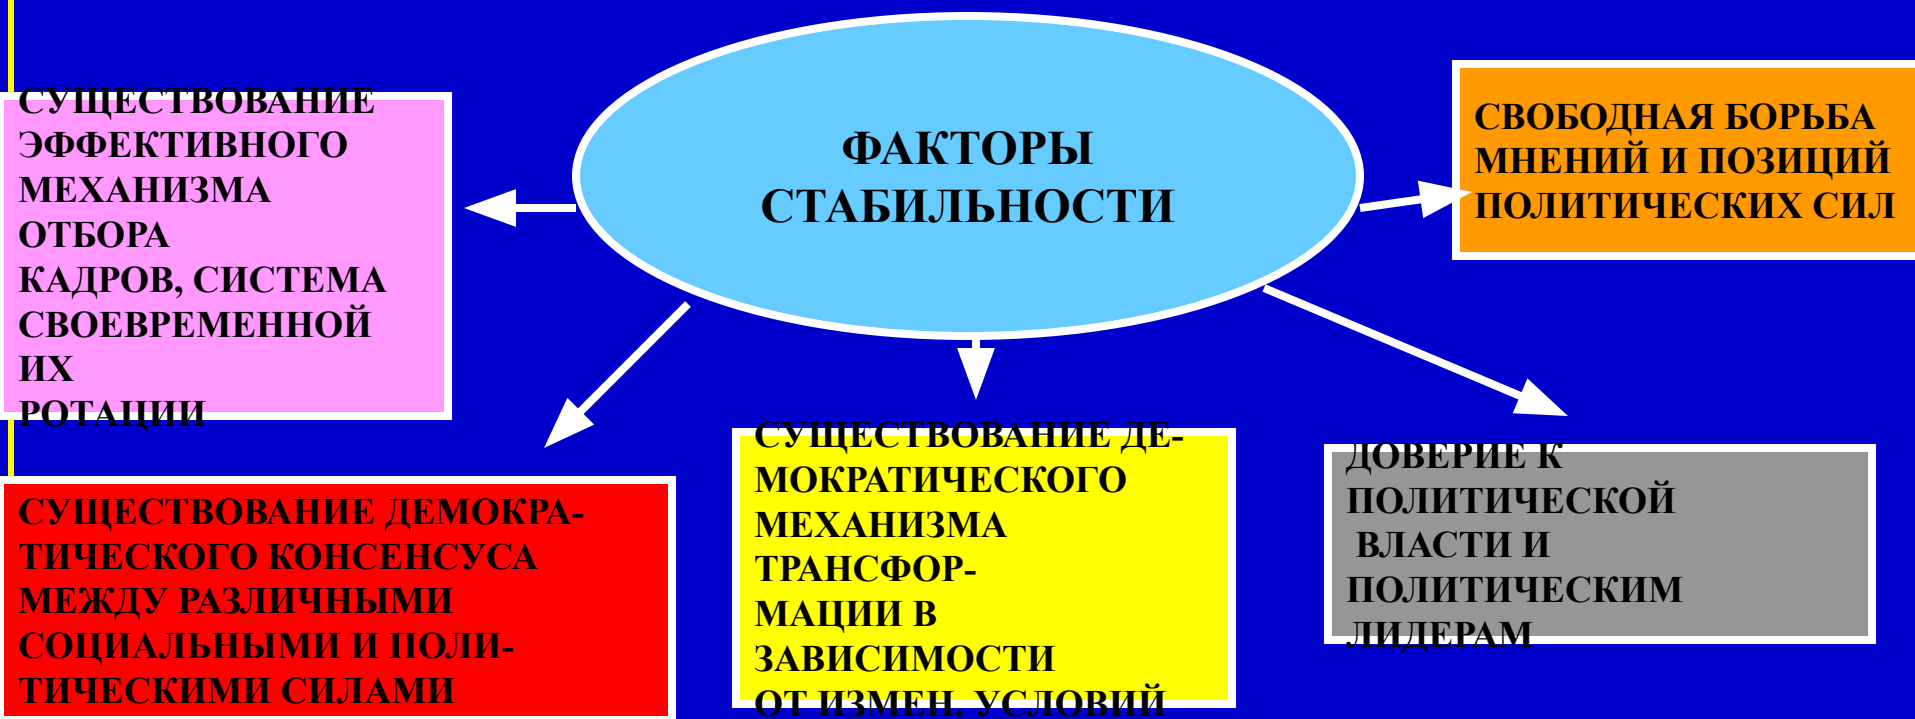 ФАКТОРЫ
СТАБИЛЬНОСТИ
СУЩЕСТВОВАНИЕ
ЭФФЕКТИВНОГО
МЕХАНИЗМА
ОТБОРА
КАДРОВ, СИСТЕМА
СВОЕВРЕМЕННОЙ
ИХ
РОТАЦИИ
СВОБОДНАЯ БОРЬБА
МНЕНИЙ И ПОЗИЦИЙ
ПОЛИТИЧЕСКИХ СИЛ
СУЩЕСТВОВАНИЕ ДЕМОКРА-
ТИЧЕСКОГО КОНСЕНСУСА
МЕЖДУ РАЗЛИЧНЫМИ
СОЦИАЛЬНЫМИ И ПОЛИ-
ТИЧЕСКИМИ СИЛАМИ
СУЩЕСТВОВАНИЕ ДЕ-
МОКРАТИЧЕСКОГО
МЕХАНИЗМА
ТРАНСФОР-
МАЦИИ В
ЗАВИСИМОСТИ
ОТ ИЗМЕН. УСЛОВИЙ
ДОВЕРИЕ К
ПОЛИТИЧЕСКОЙ
ВЛАСТИ И
ПОЛИТИЧЕСКИМ
ЛИДЕРАМ